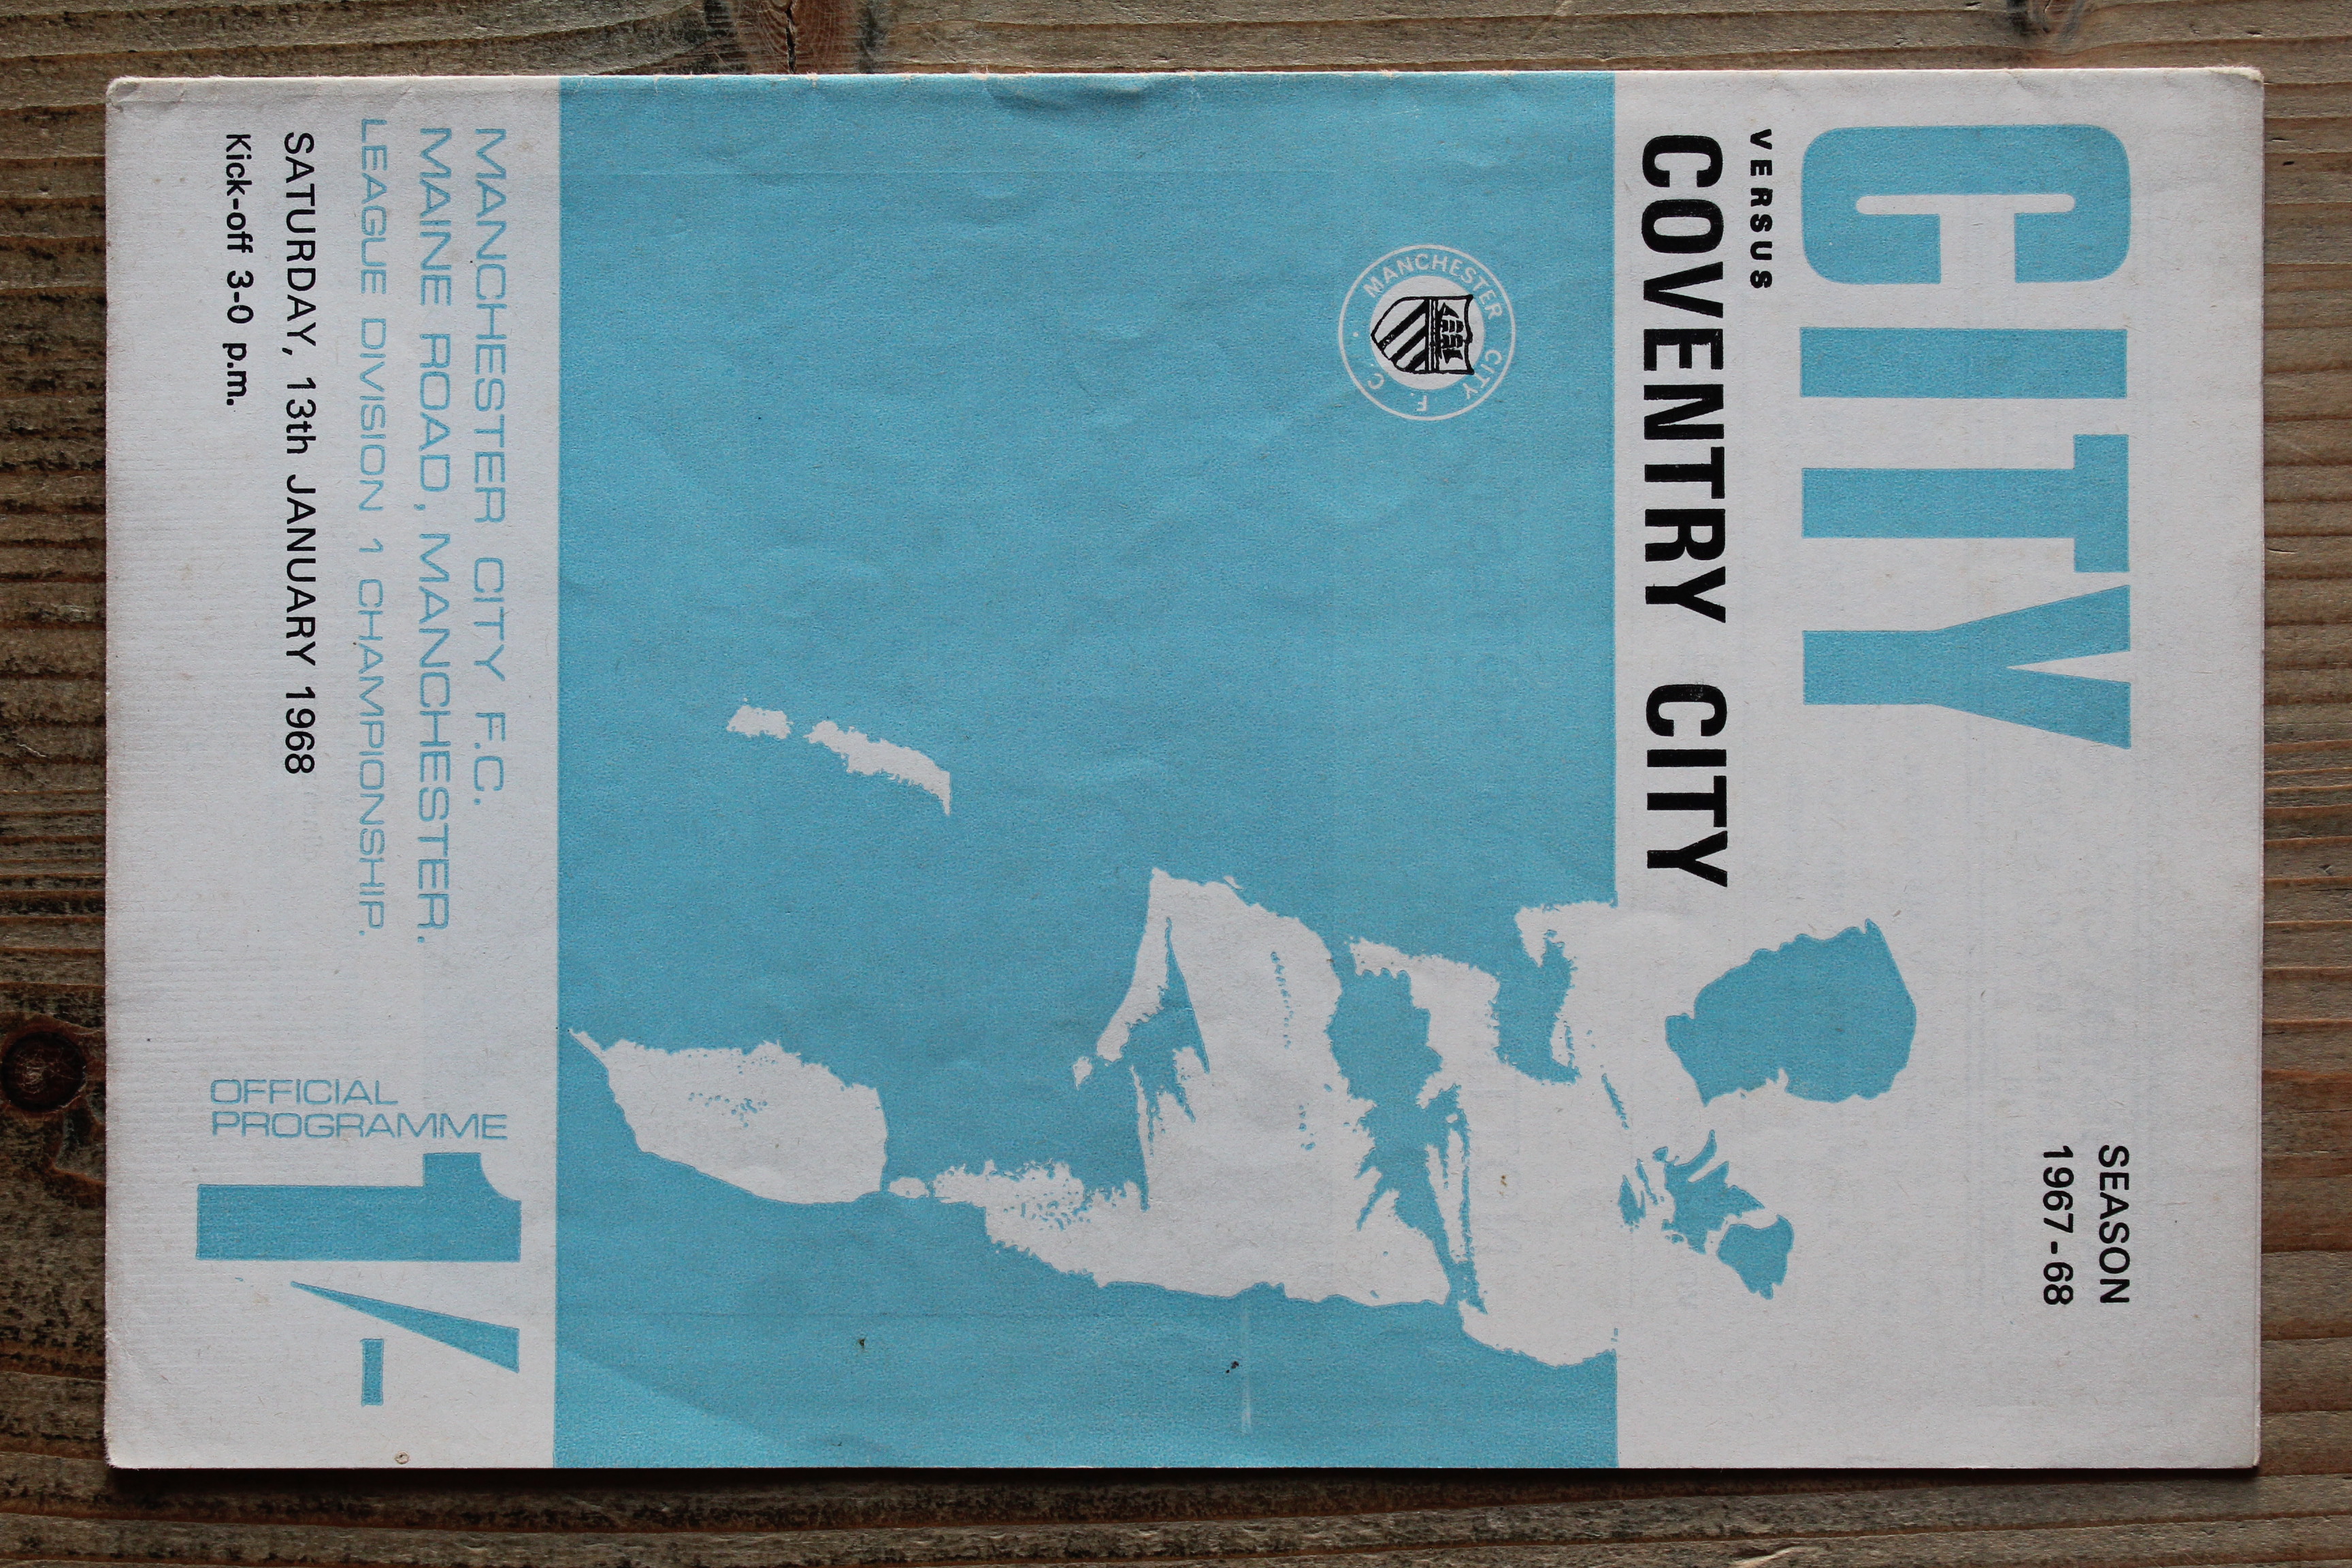 CITY
SEASON
1967-68
VERSUS
COVENTRY CITY
MANCHESTER CITY F.C.
MANCHESTER CITY F.C.
MAINE ROAD, MANCHESTER.
LEAGUE DIVISION 1 CHAMPIONSHIP.
SATURDAY, 13th JANUARY 1968
Kick-off 3-0 p.m.
OFFICIAL
PROGRAMME
1/-